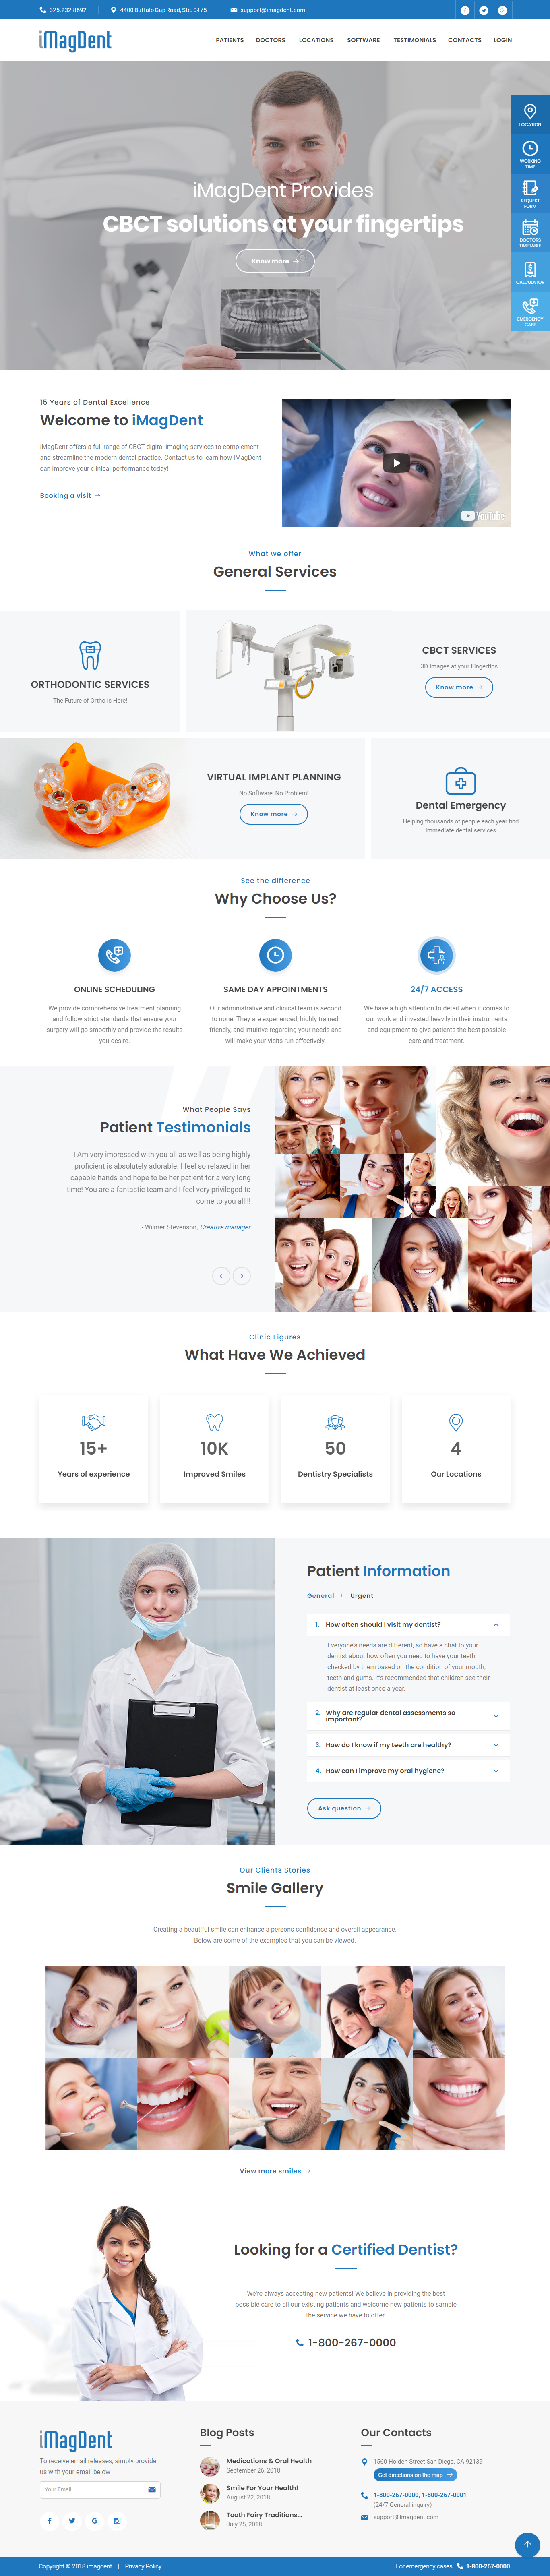 325.232.8692
4400 Buffalo Gap Road, Ste. 0475
support@imagdent.com
iMagDent
PATIENTS
DOCTORS
LOCATIONS
SOFTWARE
TESTIMONIALS
CONTACTS
LOGIN
LOCATION
WORKING
TIME
REQUEST
FORM
DOCTORS
TIMETABLE
CALCULATOR
EMERGENCY
CASE
iMagDent Provides
CBCT solutions at your fingertips
Know more →
15 Years of Dental Excellence
Welcome to iMagDent
iMagDent offers a full range of CBCT digital Imaging services to complement
and streamline the modern dental practice. Contact us to learn how iMagDent
can improve your clinical performance today!
Booking a visit →
YouTube
What we offer
General Services
ORTHODONTIC SERVICES
The Future of Ortho is Here!
CBCT SERVICES
3D Images at your Fingertips
Know more →
VIRTUAL IMPLANT PLANNING
No Software, No Problem!
Know more →
Dental Emergency
Helping thousands of people each year find
immediate dental services
See the difference
Why Choose Us?
ONLINE SCHEDULING
We provide comprehensive treatment planning
and follow strict standards that ensure your
surgery will go smoothly and provide the results
you desire.
SAME DAY APPOINTMENTS
Our administrative and clinical team is second
to none. They are experienced, highly trained,
friendly, and intuitive regarding your needs and
will make your visits run effectively.
24/7 ACCESS
We have a high attention to detail when it comes to
our work and invested heavily in their instruments
and equipment to give patients the best possible
care and treatment.
What People Says
Patient Testimonials
I Am very impressed with you all as well as being highly
proficient is absolutely adorable. I feel so relaxed in her
capable hands and hope to be her patient for a very long
time! You are a fantastic team and I feel very privileged to
come to you all!!!
- Wilmer Stevenson, Creative manager
Clinic Figures
What Have We Achieved
15+
Years of experience
10K
Improved Smiles
50
Dentistry Specialists
4
Our Locations
Patient Information
General | Urgent
1. How often should I visit my dentist?
Everyone's needs are different, so have a chat to your
dentist about how often you need to have your teeth
checked by them based on the condition of your mouth,
teeth and gums. It's recommended that children see their
dentist at least once a year.
2. Why are regular dental assessments so
important?
3. How do I know if my teeth are healthy?
4. How can I improve my oral hygiene?
Ask question →
Our Clients Stories
Smile Gallery
Creating a beautiful smile can enhance a persons confidence and overall appearance.
Below are some of the examples that you can be viewed.
View more smiles →
Looking for a Certified Dentist?
We're always accepting new patients! We believe in providing the best
possible care to all our existing patients and welcome new patients to sample
the service we have to offer.
1-800-267-0000
iMagDent
To receive email releases, simply provide
us with your email below
Your Email
Blog Posts
Medications & Oral Health
September 26, 2018
Smile For Your Health!
August 22, 2018
Tooth Fairy Traditions...
July 25, 2018
Our Contacts
1560 Holden Street San Diego, CA 92139
Get directions on the map →
1-800-267-0000, 1-800-267-0001
(24/7 General inquiry)
support@imagdent.com
Copyright © 2018 imagdent | Privacy Policy
For emergency cases 1-800-267-0000